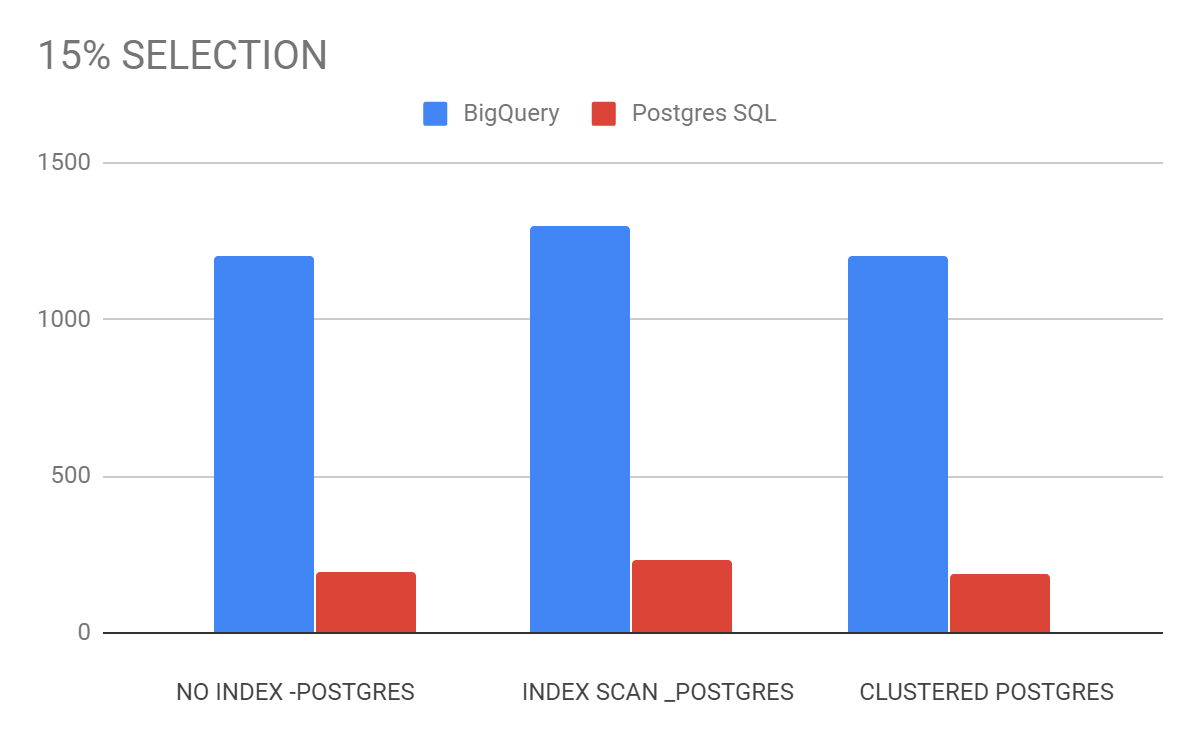 15% SELECTION
BigQuery Postgres SQL
1500
1000
500
0
NO INDEX -POSTGRES INDEX SCAN _POSTGRES CLUSTERED POSTGRES